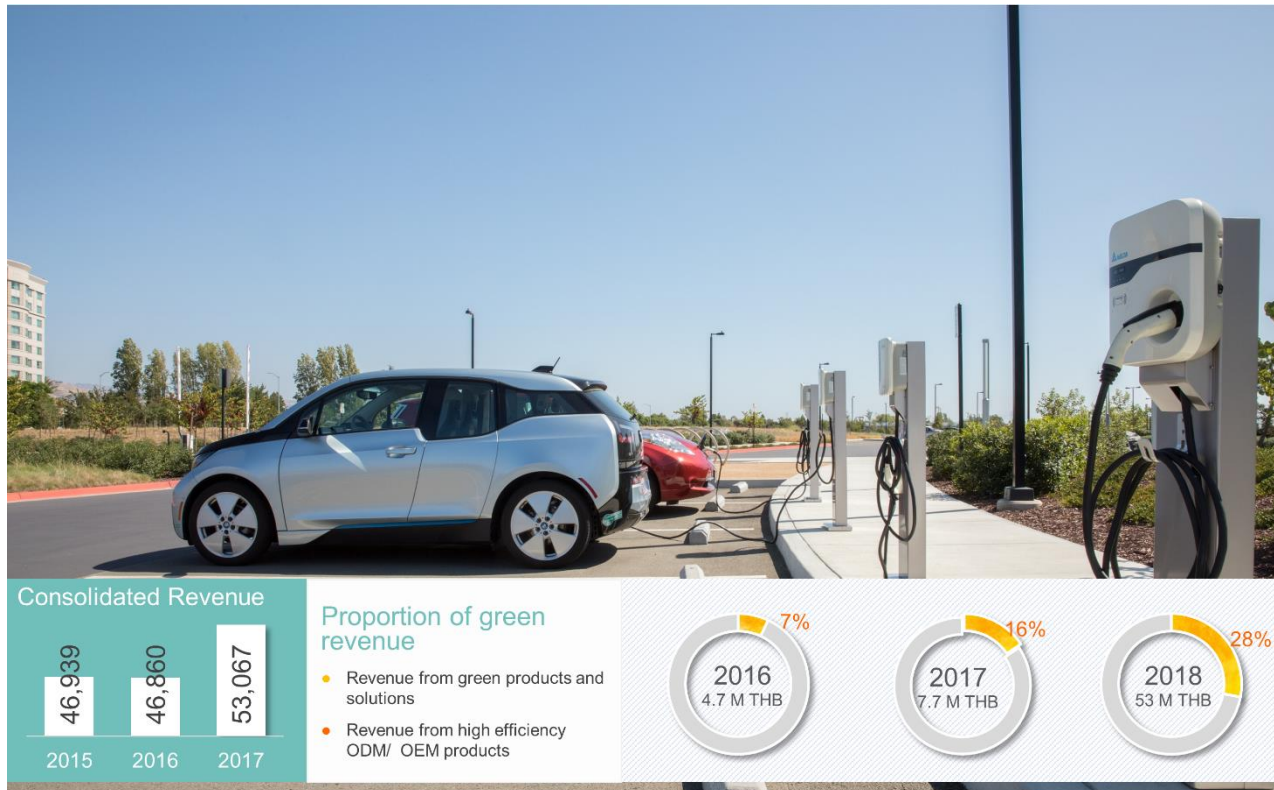 Consolidated Revenue
46,939
46,860
53,067
2015
2016
2017
Proportion of green
revenue
Revenue from green products and
solutions
Revenue from high efficiency
ODM/ OEM products
7%
2016
4.7 M THB
16%
2017
7.7 M THB
28%
2018
53 M THB